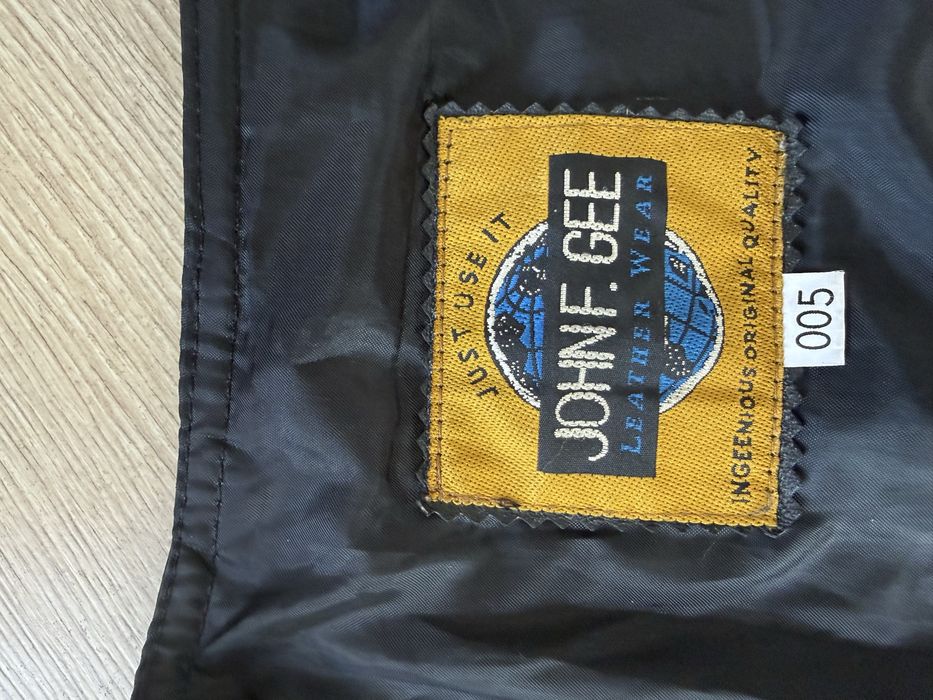 JUST USE IT
JOHN F. GEE
LEATHER WEAR
INGEENIOUS ORIGINAL QUALITY
005